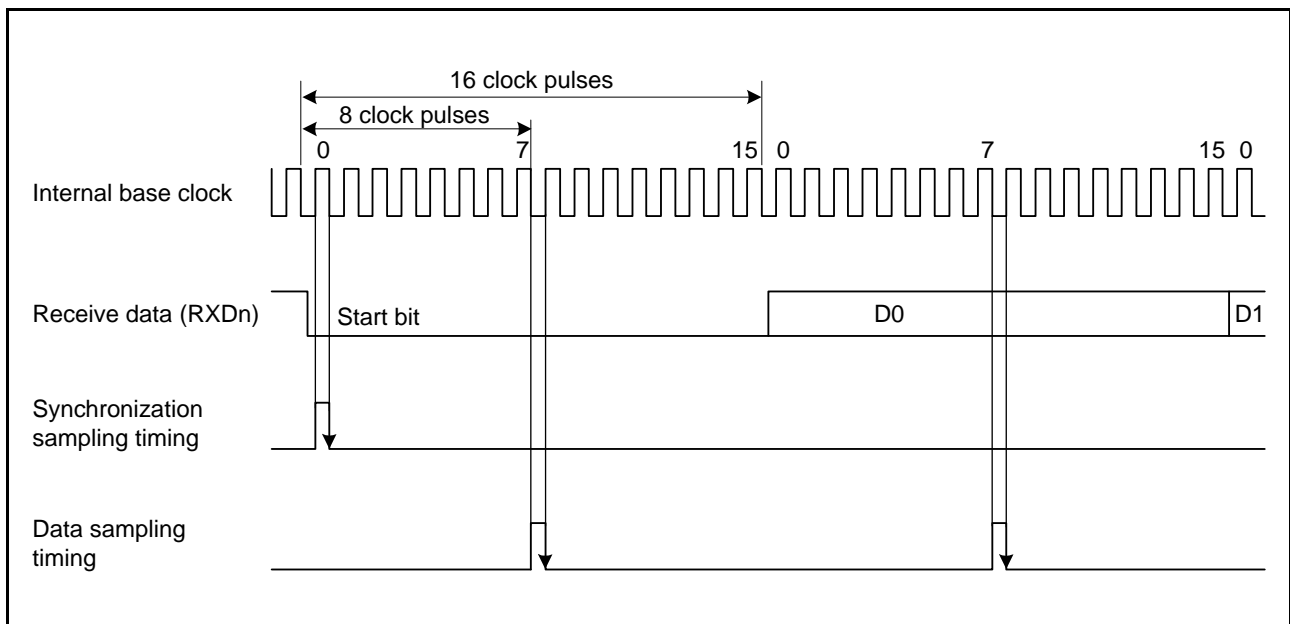 16 clock pulses
8 clock pulses
0 7 15 0 7 15 0
Internal base clock
Receive data (RXDn)
Start bit
D0
D1
Synchronization
sampling timing
Data sampling
timing